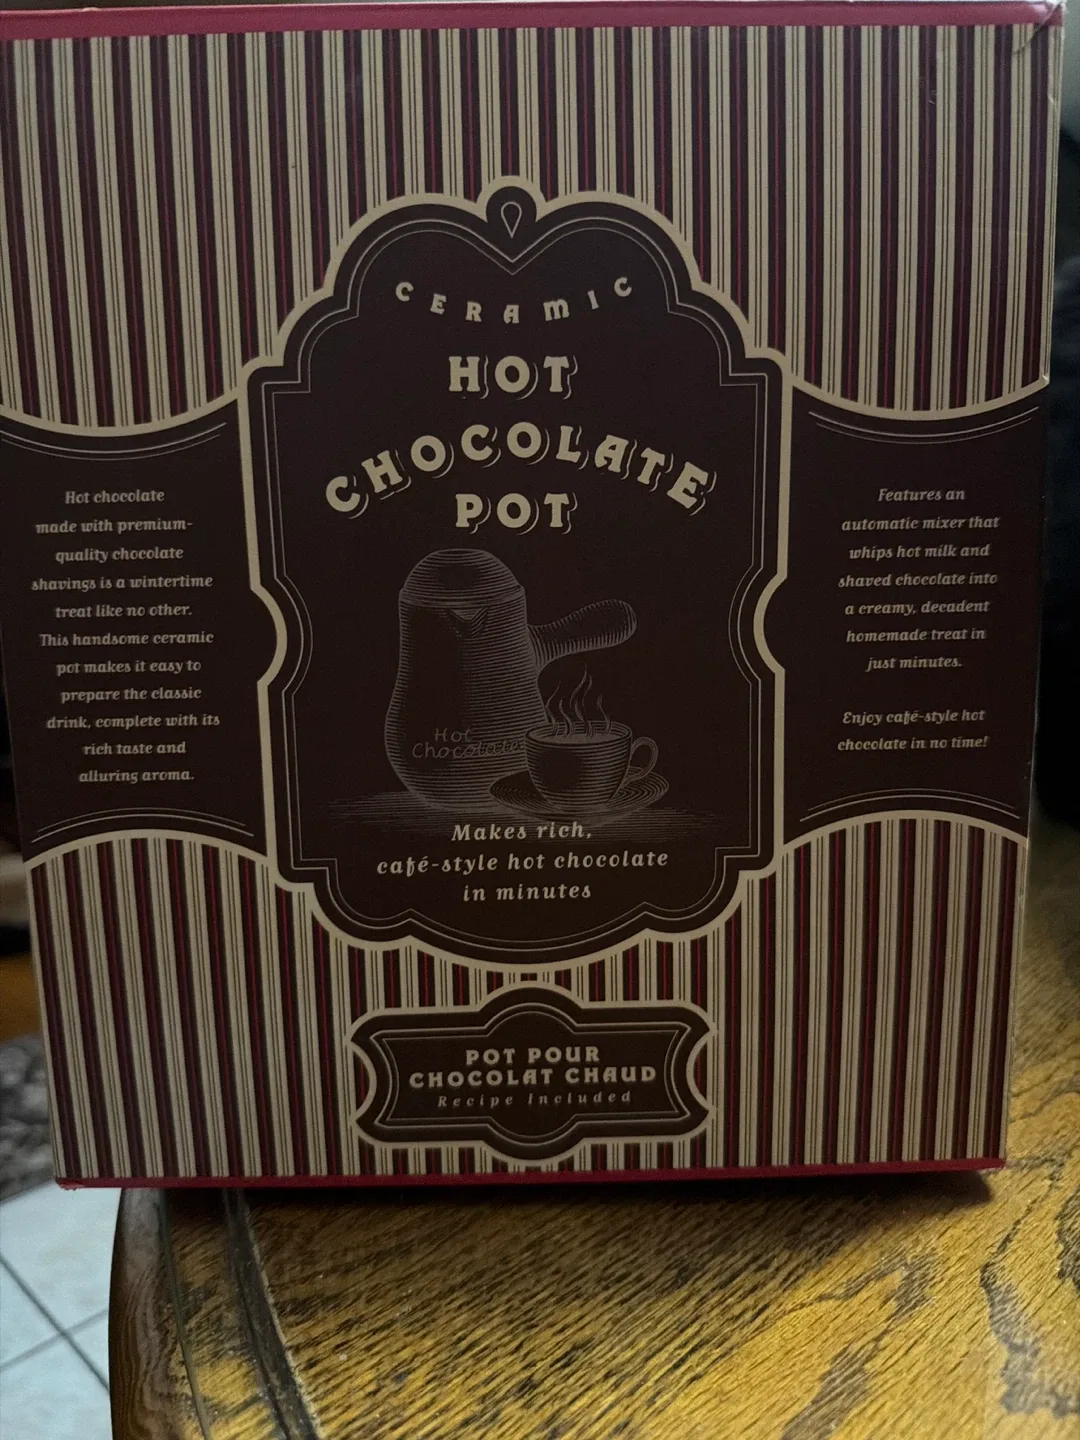 CERAMIC
HOT
CHOCOLATE
POT
Hot chocolate
made with premium-
quality chocolate
shavings is a wintertime
treat like no other.
This handsome ceramic
pot makes it easy to
prepare the classic
drink, complete with its
rich taste and
alluring aroma.
Hot
Chocolate
Makes rich,
café-style hot chocolate
in minutes
Features an
automatic mixer that
whips hot milk and
shaved chocolate into
a creamy, decadent
homemade treat in
just minutes.
Enjoy café-style hot
chocolate in no time!
POT POUR
CHOCOLAT CHAUD
Recipe Included